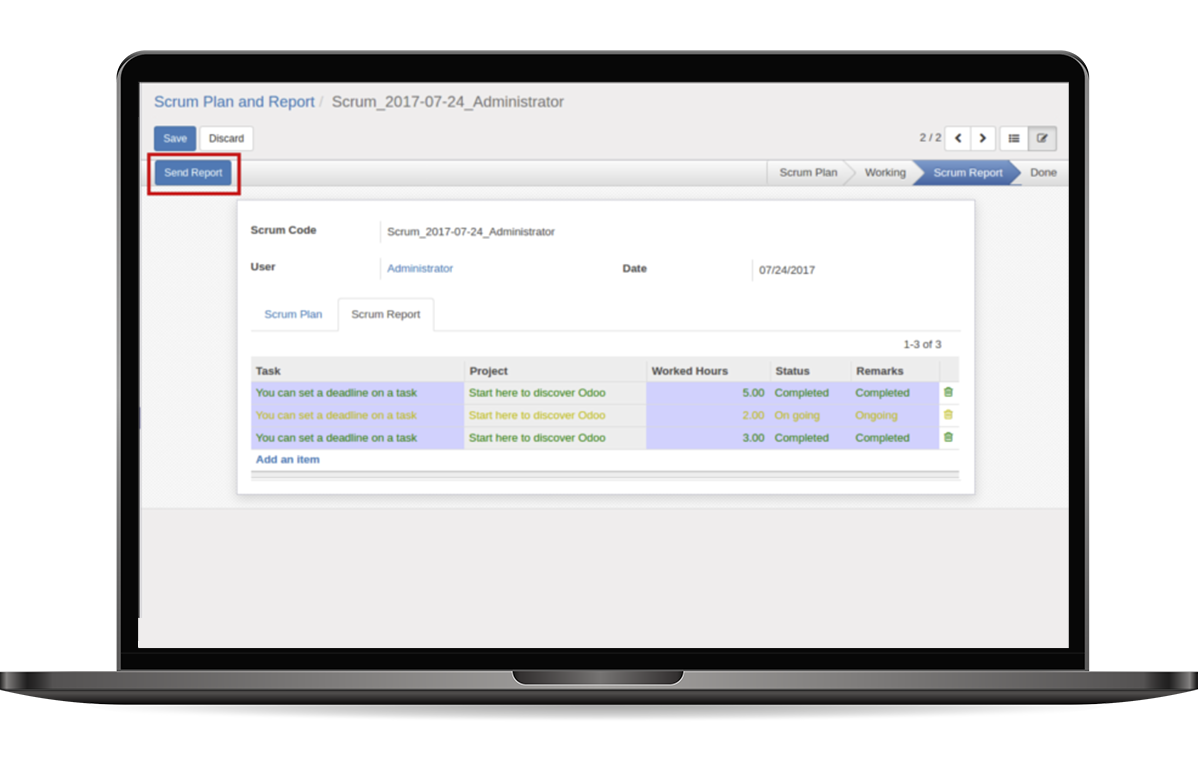 Scrum Plan and Report / Scrum_2017-07-24_Administrator
Save Discard 2 / 2
Send Report Scrum Plan Working Scrum Report Done
Scrum Code Scrum_2017-07-24_Administrator
User Administrator Date 07/24/2017
Scrum Plan Scrum Report
1-3 of 3
Task Project Worked Hours Status Remarks
You can set a deadline on a task Start here to discover Odoo 5.00 Completed Completed
You can set a deadline on a task Start here to discover Odoo 2.00 On going Ongoing
You can set a deadline on a task Start here to discover Odoo 3.00 Completed Completed
Add an item